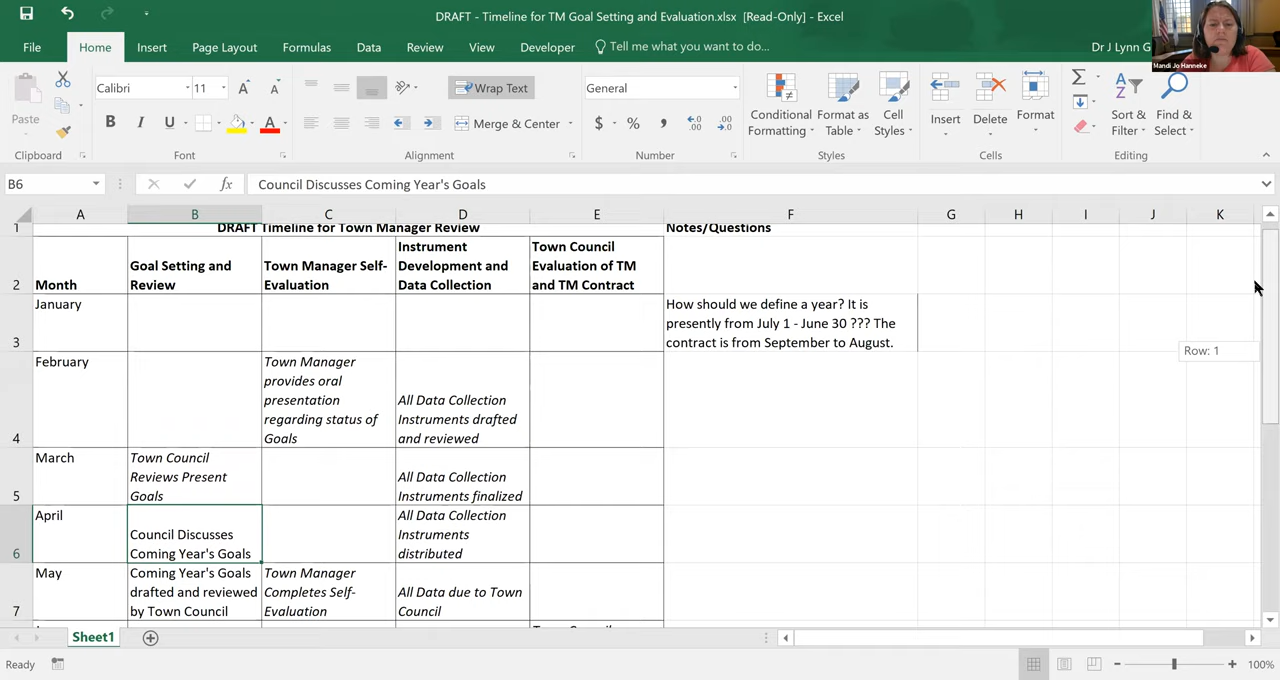 DRAFT - Timeline for TM Goal Setting and Evaluation.xlsx [Read-Only] - Excel
File Home Insert Page Layout Formulas Data Review View Developer Tell me what you want to do... Dr J Lynn G
Mandi Jo Hanneke
Paste
Calibri 11
Wrap Text
General
Merge & Center
Conditional Formatting
Format as Table
Cell Styles
Insert
Delete
Format
Sort & Filter
Find & Select
Clipboard Font Alignment Number Styles Cells Editing
B6 fx Council Discusses Coming Year's Goals
A B C D E F G H I J K
1 DRAFT Timeline for Town Manager Review Notes/Questions
2
Month
Goal Setting and
Review
Town Manager Self-
Evaluation
Instrument
Development and
Data Collection
Town Council
Evaluation of TM
and TM Contract
3
January
How should we define a year? It is
presently from July 1 - June 30 ??? The
contract is from September to August.
Row: 1
4
February
Town Manager
provides oral
presentation
regarding status of
Goals
All Data Collection
Instruments drafted
and reviewed
5
March
Town Council
Reviews Present
Goals
All Data Collection
Instruments finalized
6
April
Council Discusses
Coming Year's Goals
All Data Collection
Instruments
distributed
7
May
Coming Year's Goals
drafted and reviewed
by Town Council
Town Manager
Completes Self-
Evaluation
All Data due to Town
Council
Sheet1
Ready
100%